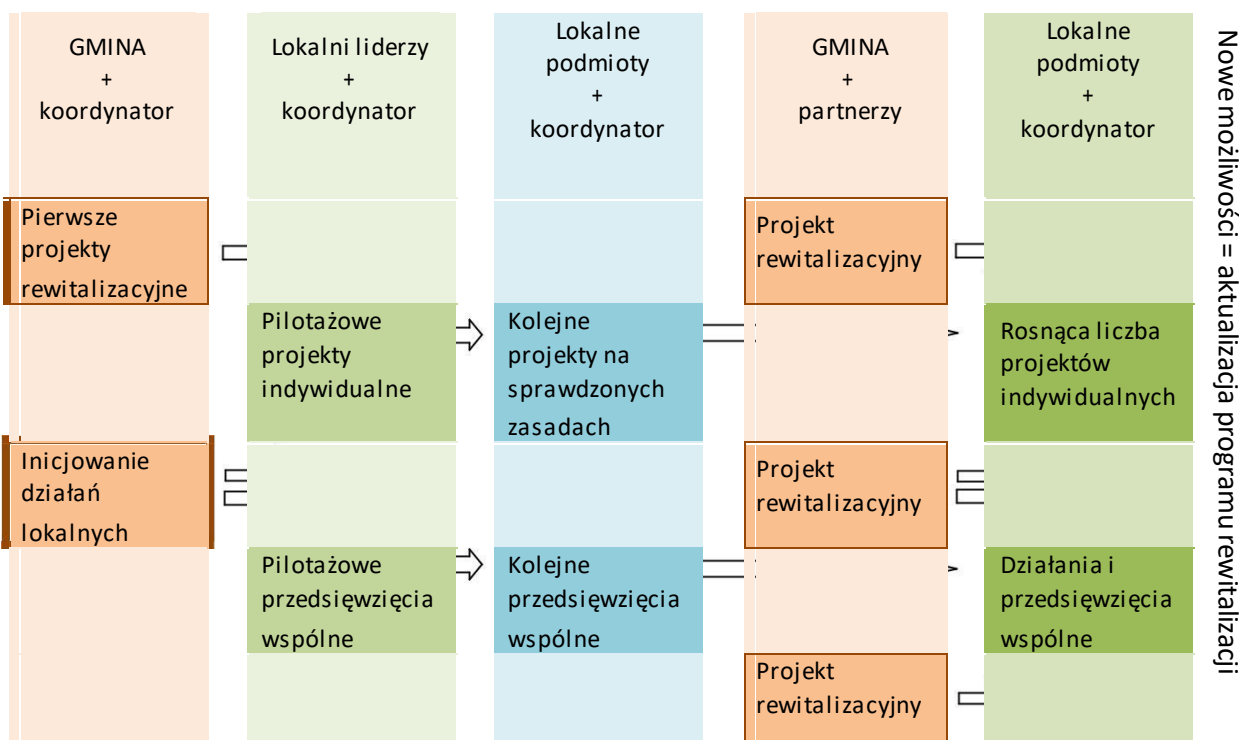 GMINA
+
koordynator
Lokalni liderzy
+
koordynator
Lokalne
podmioty
+
koordynator
GMINA
+
partnerzy
Lokalne
podmioty
+
koordynator
Pierwsze
projekty
rewitalizacyjne
Projekt
rewitalizacyjny
Pilotażowe
projekty
indywidualne
Kolejne
projekty na
sprawdzonych
zasadach
Rosnąca liczba
projektów
indywidualnych
Inicjowanie
działań
lokalnych
Projekt
rewitalizacyjny
Pilotażowe
przedsięwzięcia
wspólne
Kolejne
przedsięwzięcia
wspólne
Działania i
przedsięwzięcia
wspólne
Projekt
rewitalizacyjny
Nowe możliwości = aktualizacja programu rewitalizacji